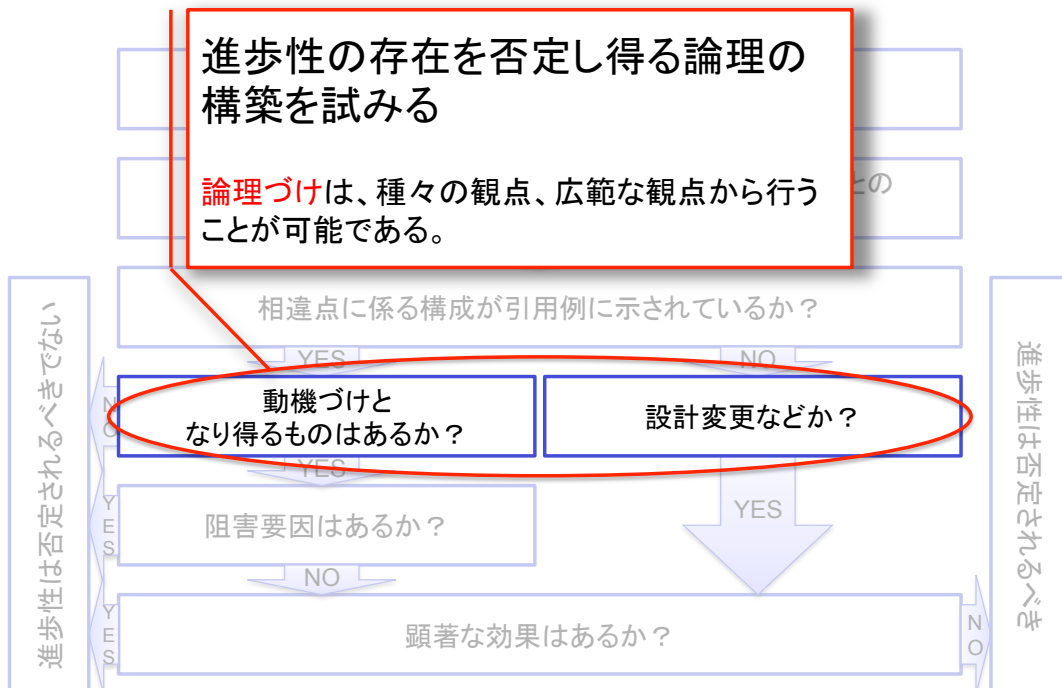 進歩性の存在を否定し得る論理の
構築を試みる
論理づけは、種々の観点、広範な観点から行う
ことが可能である。
との
相違点に係る構成が引用例に示されているか？
YES
NO
動機づけと
なり得るものはあるか？
設計変更などか？
NO
YES
YES
阻害要因はあるか？
YES
NO
顕著な効果はあるか？
YES
NO
進歩性は否定されるべきでない
進歩性は否定されるべき